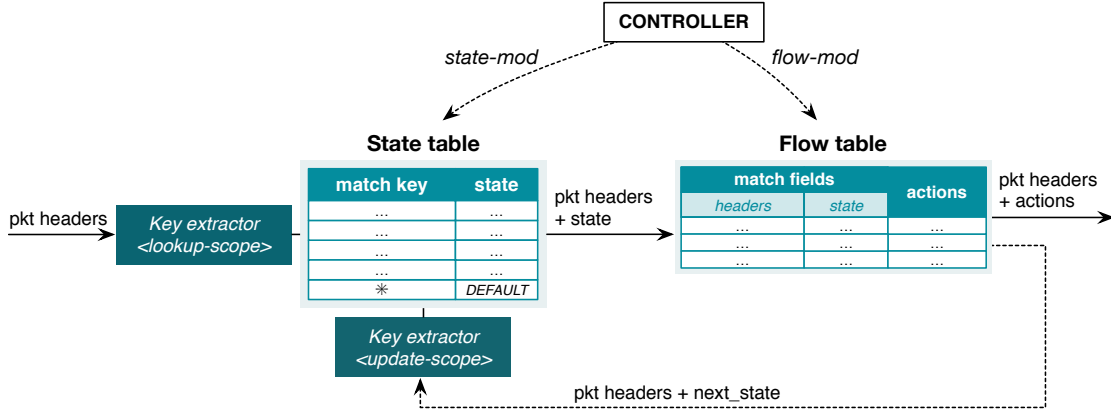 CONTROLLER
state-mod
flow-mod
State table
Flow table
match key state
... ...
... ...
... ...
... ...
✳ DEFAULT
match fields actions
headers state
... ... ...
... ... ...
pkt headers
Key extractor
<lookup-scope>
pkt headers
+ state
pkt headers
+ actions
Key extractor
<update-scope>
pkt headers + next_state